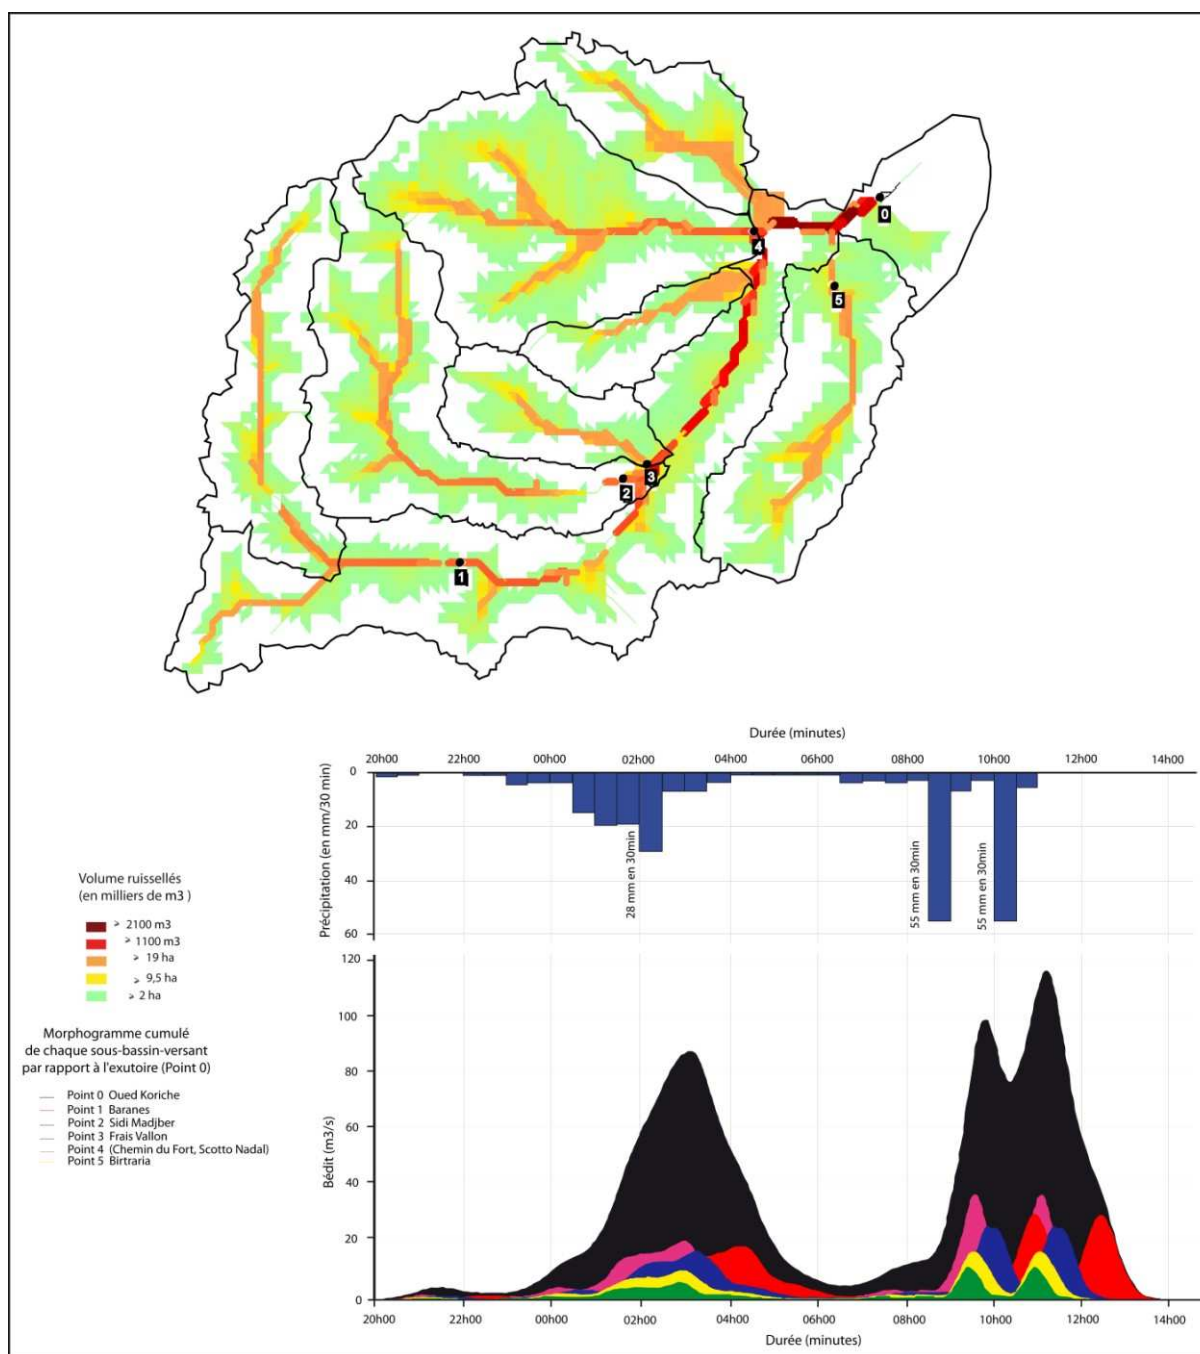 0
4
5
3
2
1
Durée (minutes)
20h00 22h00 00h00 02h00 04h00 06h00 08h00 10h00 12h00 14h00
Précipitation (en mm/30 min)
0
20
40
60
28 mm en 30min
55 mm en 30min
55 mm en 30min
Volume ruissellés
(en milliers de m3 )
> 2100 m3
> 1100 m3
> 19 ha
> 9,5 ha
> 2 ha
Morphogramme cumulé
de chaque sous-bassin-versant
par rapport à l'exutoire (Point 0)
Point 0 Oued Koriche
Point 1 Baranes
Point 2 Sidi Madjber
Point 3 Frais Vallon
Point 4 (Chemin du Fort, Scotto Nadal)
Point 5 Birtraria
Bédit (m3/s)
120
100
80
60
40
20
0
20h00 22h00 00h00 02h00 04h00 06h00 08h00 10h00 12h00 14h00
Durée (minutes)